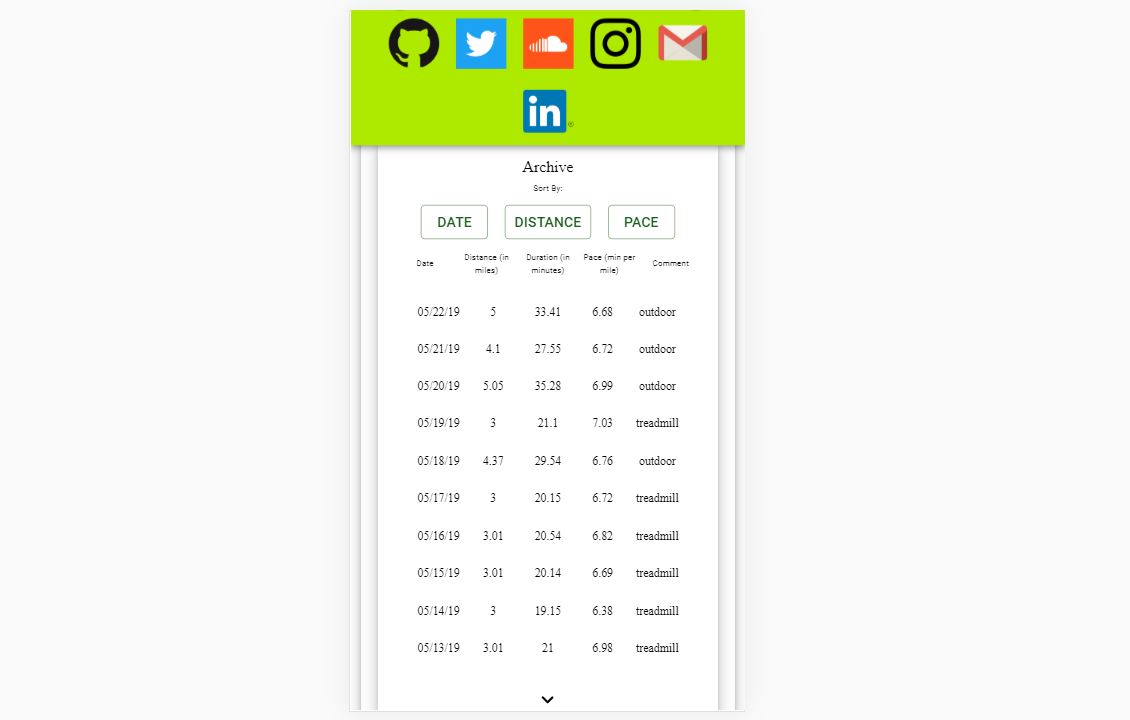 in
Archive
Sort By:
DATE DISTANCE PACE
Date Distance (in miles) Duration (in minutes) Pace (min per mile) Comment
05/22/19 5 33.41 6.68 outdoor
05/21/19 4.1 27.55 6.72 outdoor
05/20/19 5.05 35.28 6.99 outdoor
05/19/19 3 21.1 7.03 treadmill
05/18/19 4.37 29.54 6.76 outdoor
05/17/19 3 20.15 6.72 treadmill
05/16/19 3.01 20.54 6.82 treadmill
05/15/19 3.01 20.14 6.69 treadmill
05/14/19 3 19.15 6.38 treadmill
05/13/19 3.01 21 6.98 treadmill